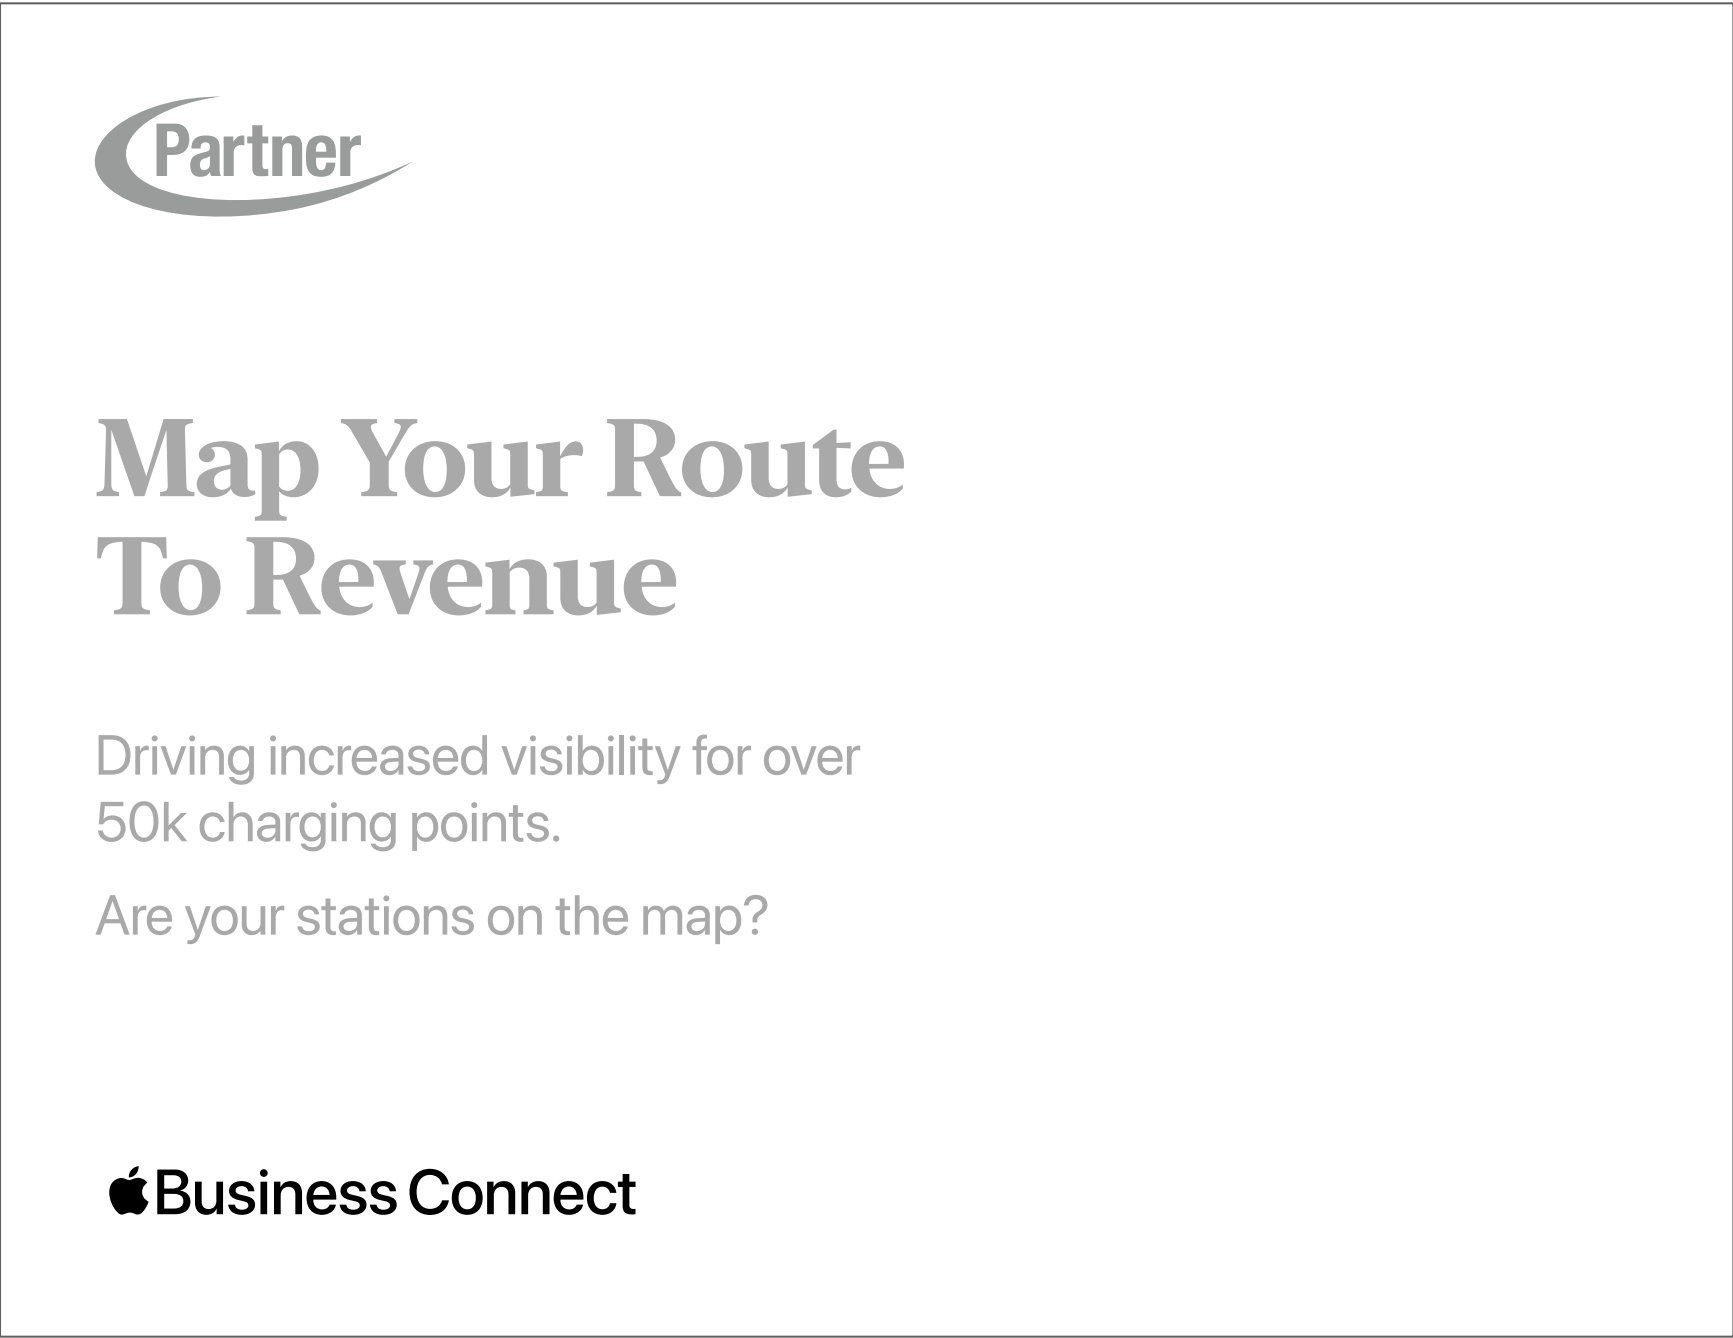 Partner
Map Your Route
To Revenue
Driving increased visibility for over
50k charging points.
Are your stations on the map?
Business Connect